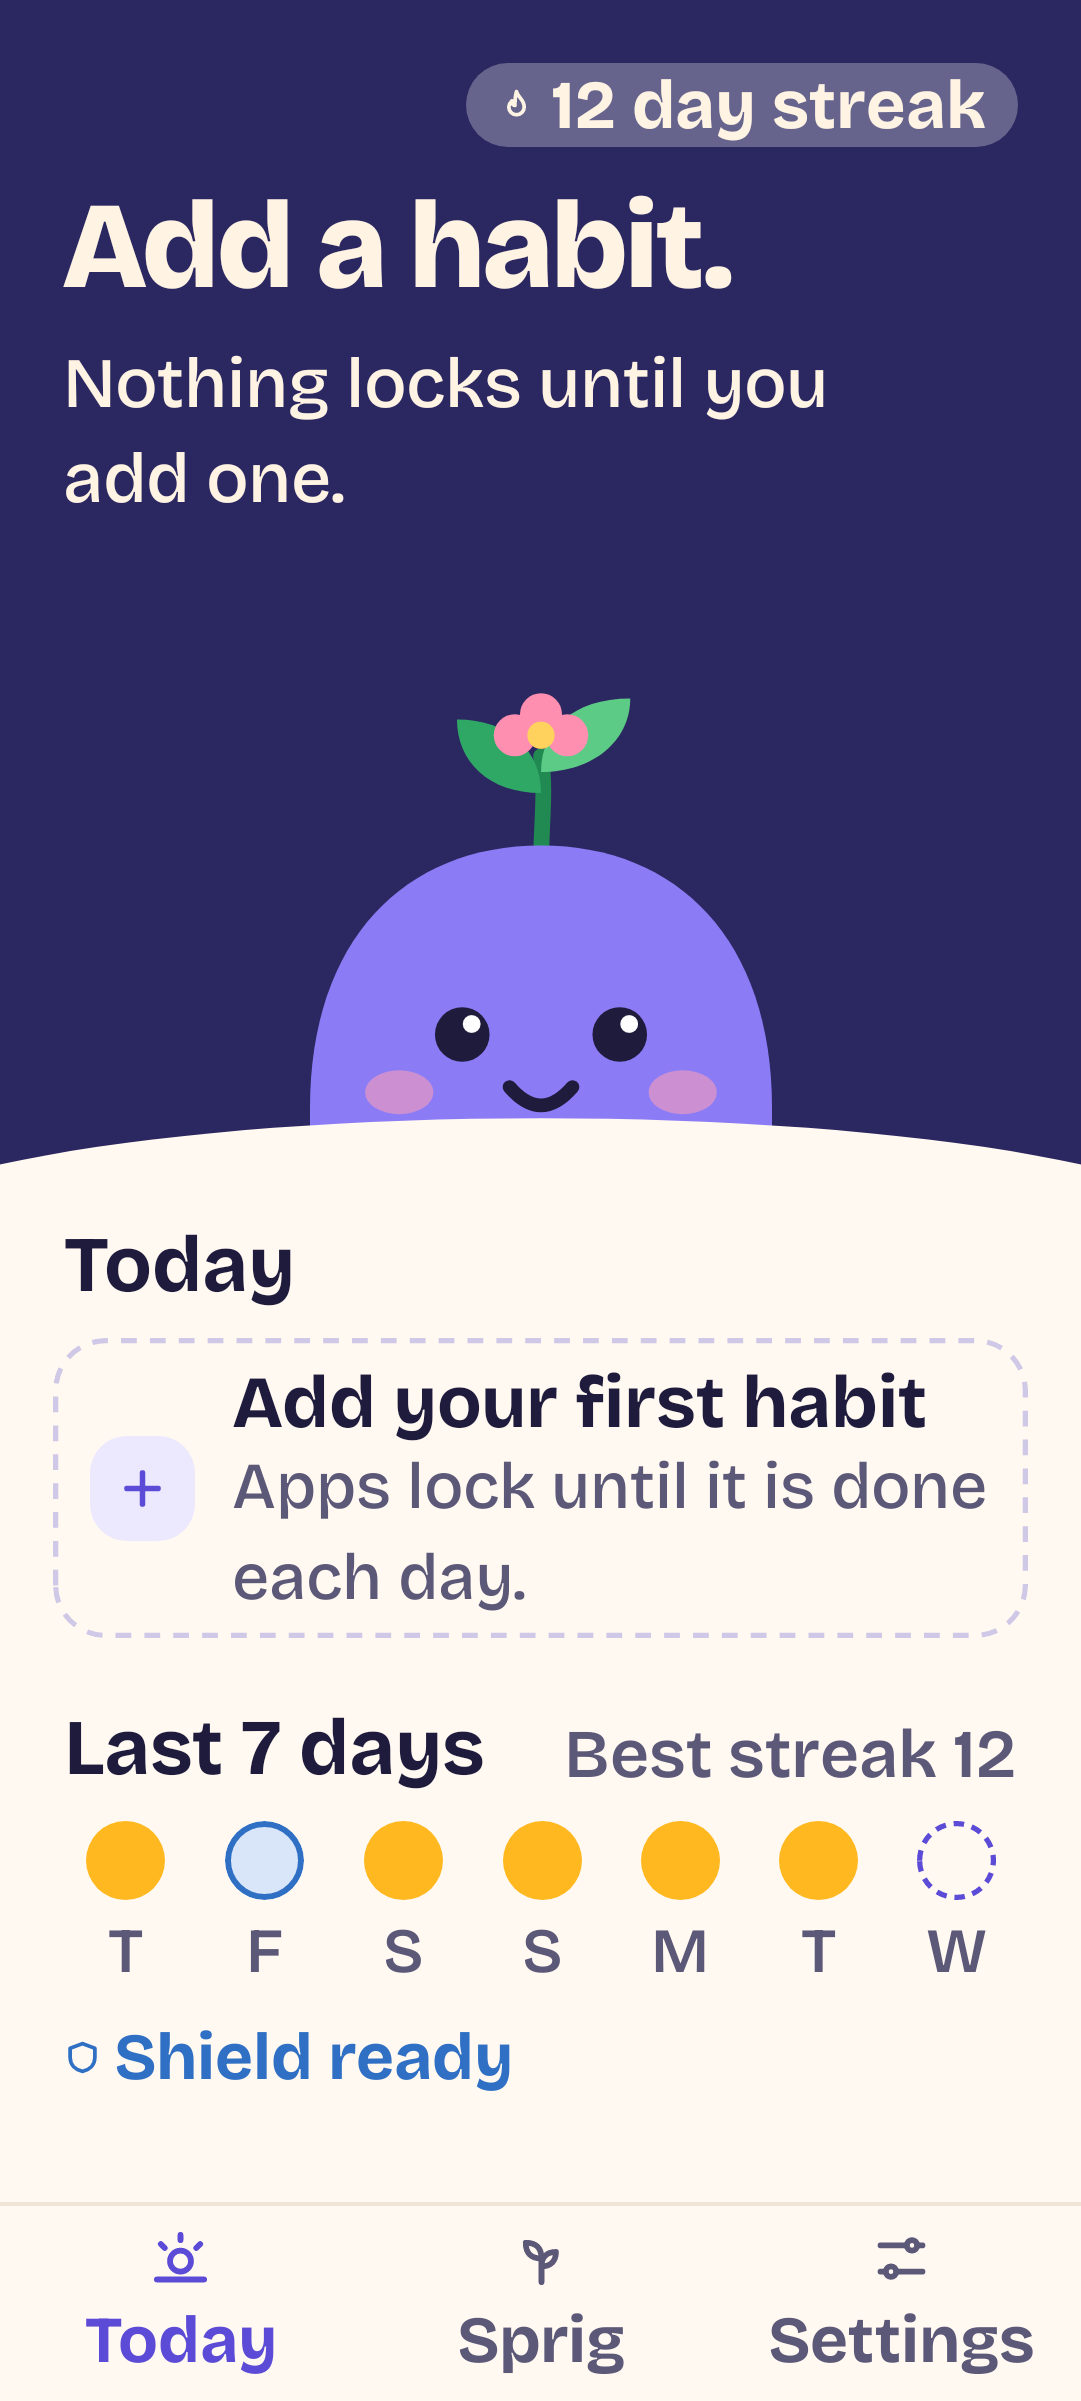 12 day streak
Add a habit.
Nothing locks until you
add one.
Today
Add your first habit
Apps lock until it is done
each day.
Last 7 days
Best streak 12
T F S S M T W
Shield ready
Today Sprig Settings